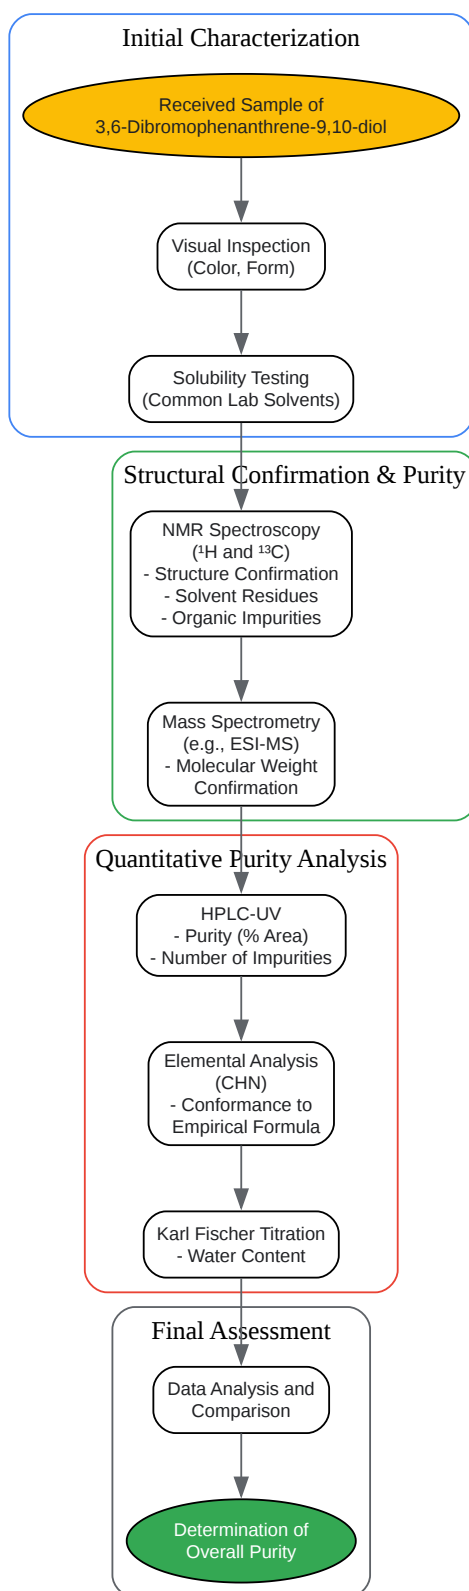 Initial Characterization
Received Sample of
3,6-Dibromophenanthrene-9,10-diol
Visual Inspection
(Color, Form)
Solubility Testing
(Common Lab Solvents)
Structural Confirmation & Purity
NMR Spectroscopy
(¹H and ¹³C)
- Structure Confirmation
- Solvent Residues
- Organic Impurities
Mass Spectrometry
(e.g., ESI-MS)
- Molecular Weight
Confirmation
Quantitative Purity Analysis
HPLC-UV
- Purity (% Area)
- Number of Impurities
Elemental Analysis
(CHN)
- Conformance to
Empirical Formula
Karl Fischer Titration
- Water Content
Final Assessment
Data Analysis and
Comparison
Determination of
Overall Purity